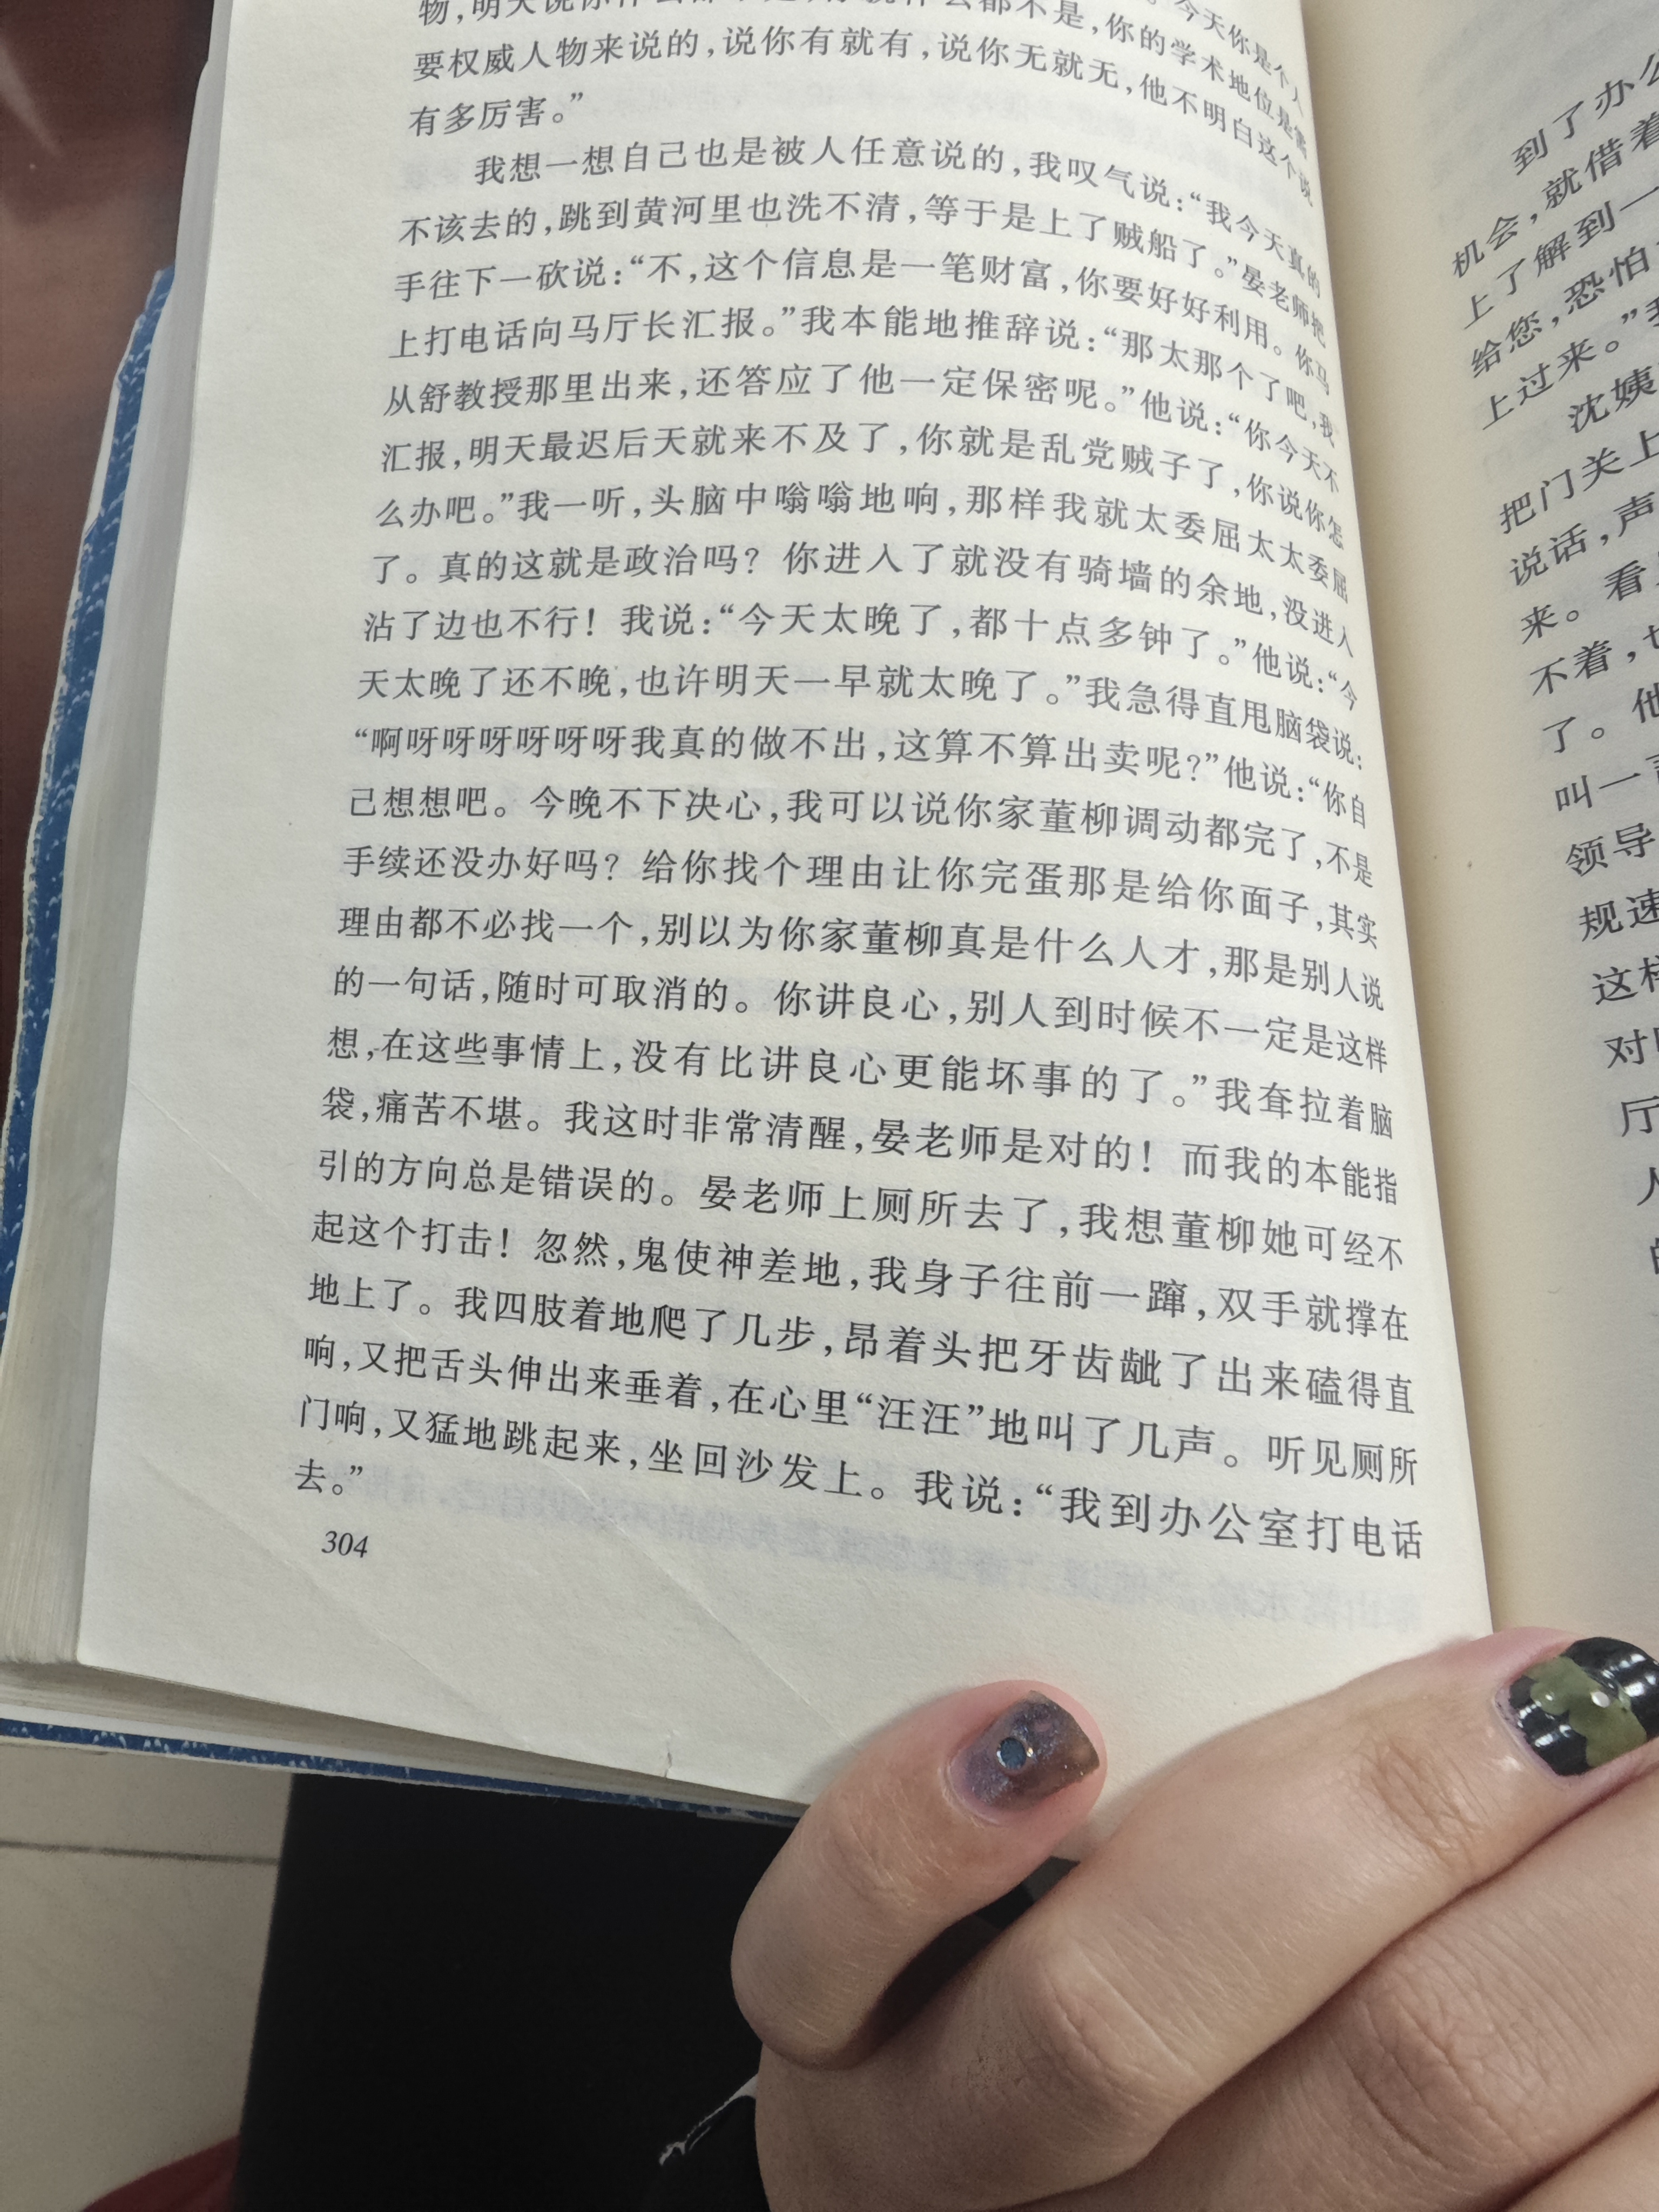 要权威人物来说的，说你有就有，说你无就无，他不明白这个说
有多厉害。”
我想一想自己也是被人任意说的，我叹气说：“我今天真的
不该去的，跳到黄河里也洗不清，等于是上了贼船了。”晏老师把
手往下一砍说：“不，这个信息是一笔财富，你要好好利用。你马
上打电话向马厅长汇报。”我本能地推辞说：“那太那个了吧，我
从舒教授那里出来，还答应了他一定保密呢。”他说：“你今天不
汇报，明天最迟后天就来不及了，你就是乱党贼子了，你说你怎
么办吧。”我一听，头脑中嗡嗡地响，那样我就太委屈太太委屈
了。真的这就是政治吗？你进入了就没有骑墙的余地，没进入
沾了边也不行！我说：“今天太晚了，都十点多钟了。”他说：“今
天太晚了还不晚，也许明天一早就太晚了。”我急得直甩脑袋说：
“啊呀呀呀呀呀呀我真的做不出，这算不算出卖呢？”他说：“你自
己想想吧。今晚不下决心，我可以说你家董柳调动都完了，不是
手续还没办好吗？给你找个理由让你完蛋那是给你面子，其实
理由都不必找一个，别以为你家董柳真是什么人才，那是别人说
的一句话，随时可取消的。你讲良心，别人到时候不一定是这样
想，在这些事情上，没有比讲良心更能坏事的了。”我耷拉着脑
袋，痛苦不堪。我这时非常清醒，晏老师是对的！而我的本能指
引的方向总是错误的。晏老师上厕所去了，我想董柳她可经不
起这个打击！忽然，鬼使神差地，我身子往前一蹿，双手就撑在
地上了。我四肢着地爬了几步，昂着头把牙齿龇了出来磕得直
响，又把舌头伸出来垂着，在心里“汪汪”地叫了几声。听见厕所
门响，又猛地跳起来，坐回沙发上。我说：“我到办公室打电话
去。”
304
到了办公
机会，就借着
上了解到一
给您，恐怕
上过来。”
沈姨
把门关上
说话，声
来。看
不着，
了。他
叫一
领导
规速
这样
对
厅